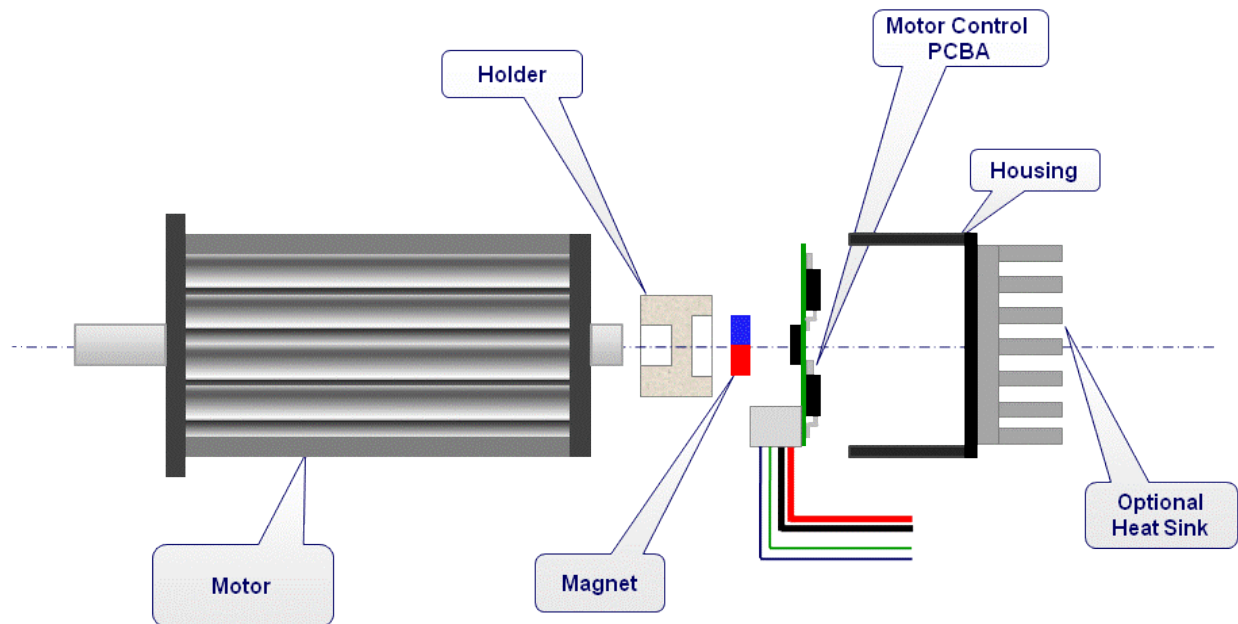 Motor Control
PCBA
Holder
Housing
Optional
Heat Sink
Motor
Magnet